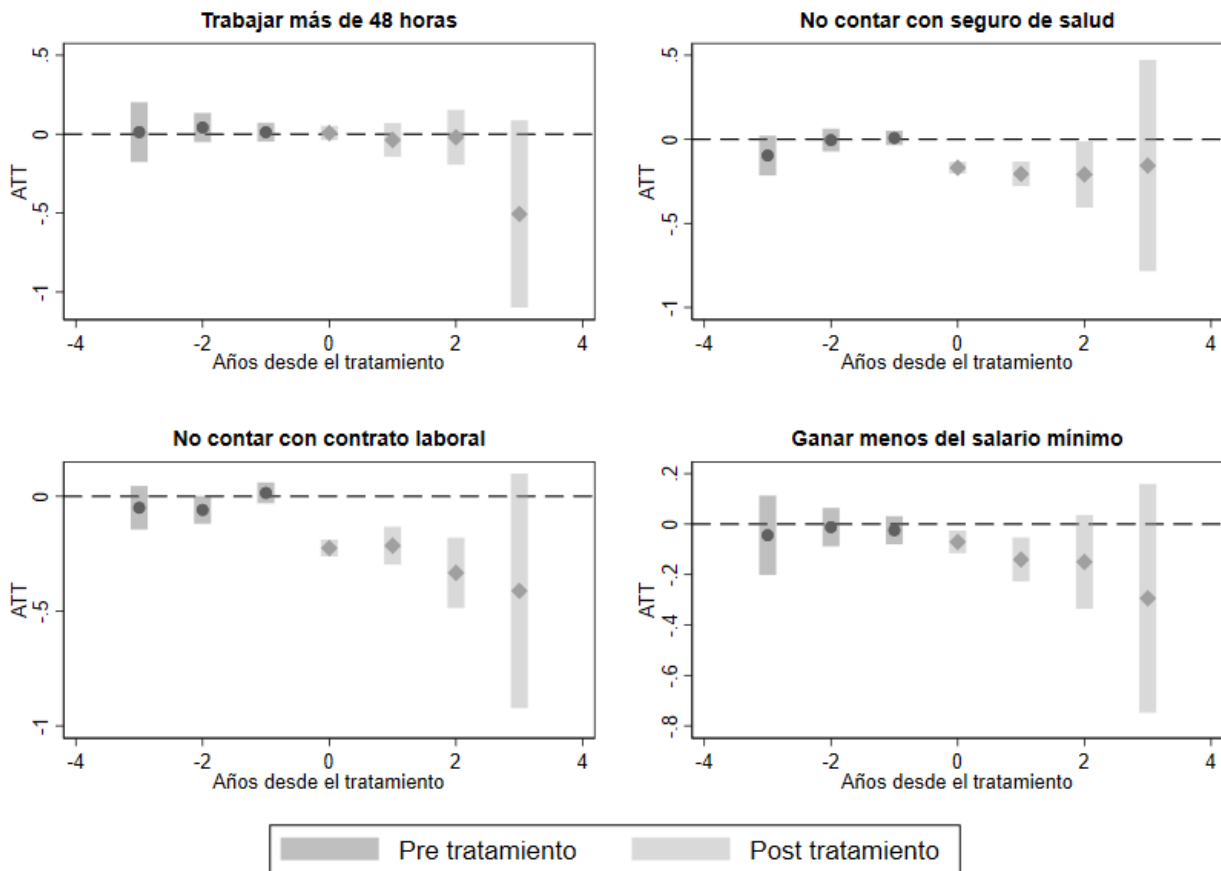 Trabajar más de 48 horas
ATT
.5
0
-.5
-1
-4 -2 0 2 4
Años desde el tratamiento
No contar con seguro de salud
ATT
.5
0
-.5
-1
-4 -2 0 2 4
Años desde el tratamiento
No contar con contrato laboral
ATT
0
-.5
-1
-4 -2 0 2 4
Años desde el tratamiento
Ganar menos del salario mínimo
ATT
.2
0
-.2
-.4
-.6
-.8
-4 -2 0 2 4
Años desde el tratamiento
Pre tratamiento Post tratamiento